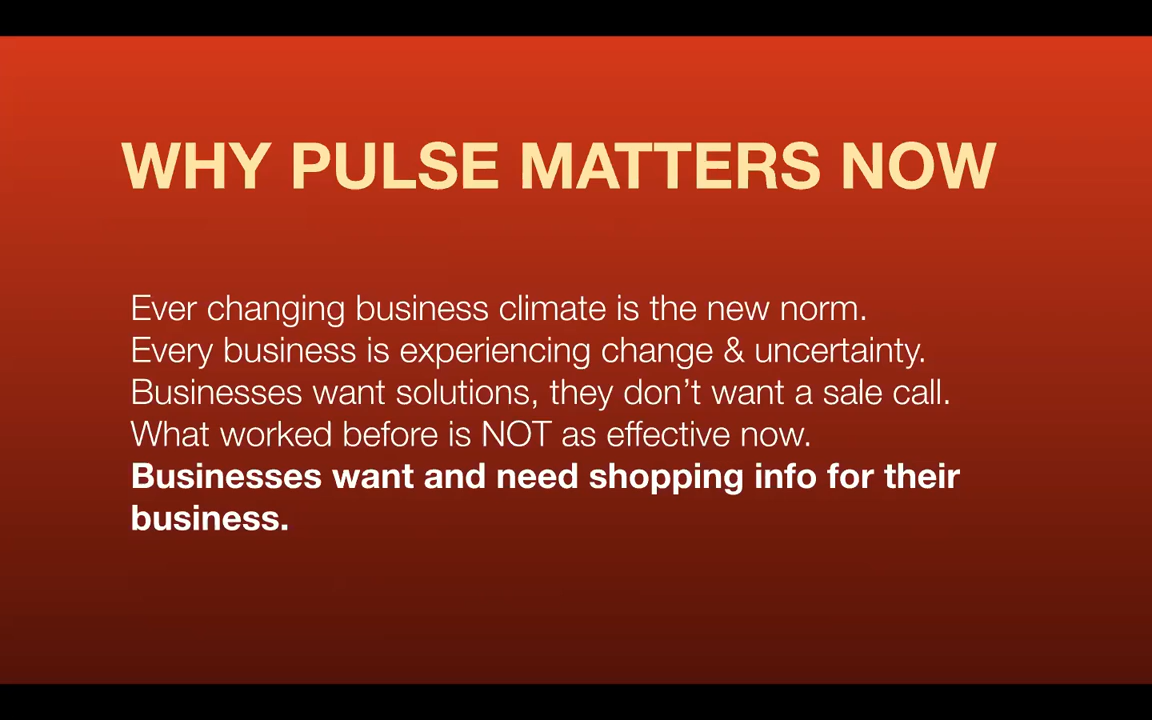 WHY PULSE MATTERS NOW
Ever changing business climate is the new norm.
Every business is experiencing change & uncertainty.
Businesses want solutions, they don’t want a sale call.
What worked before is NOT as effective now.
Businesses want and need shopping info for their
business.